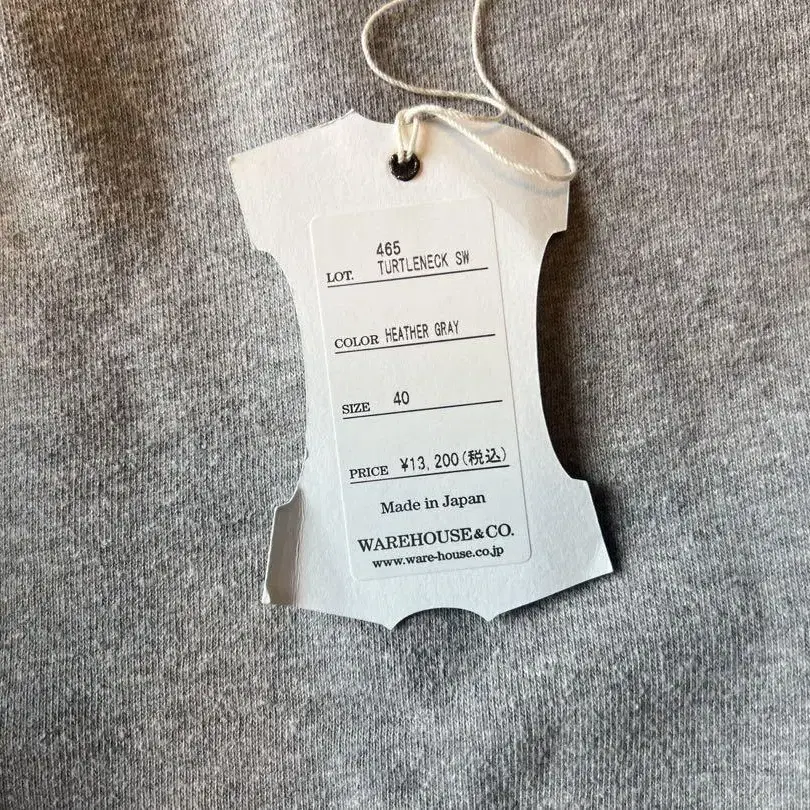 465
LOT. TURTLENECK SW
COLOR HEATHER GRAY
SIZE 40
PRICE ¥13,200(税込)
Made in Japan
WAREHOUSE&CO.
www.ware-house.co.jp